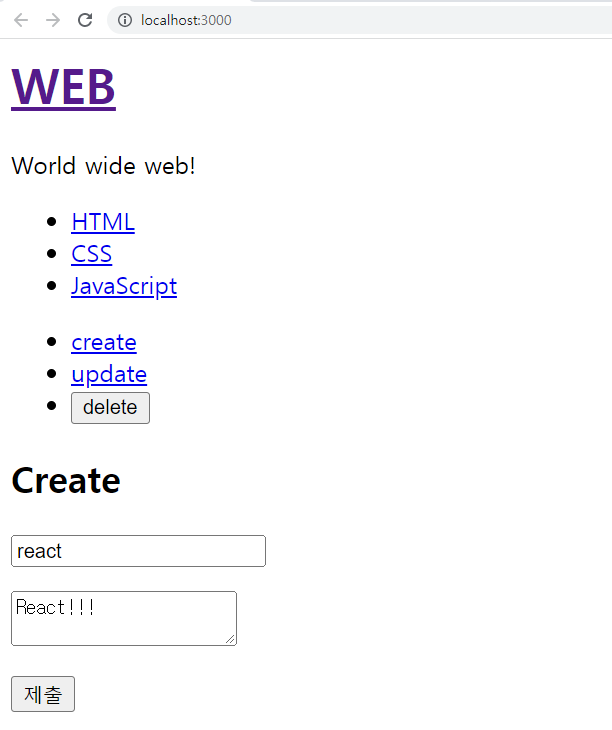 localhost:3000
WEB
World wide web!
HTML
CSS
JavaScript
create
update
delete
Create
react
React!!!
제출